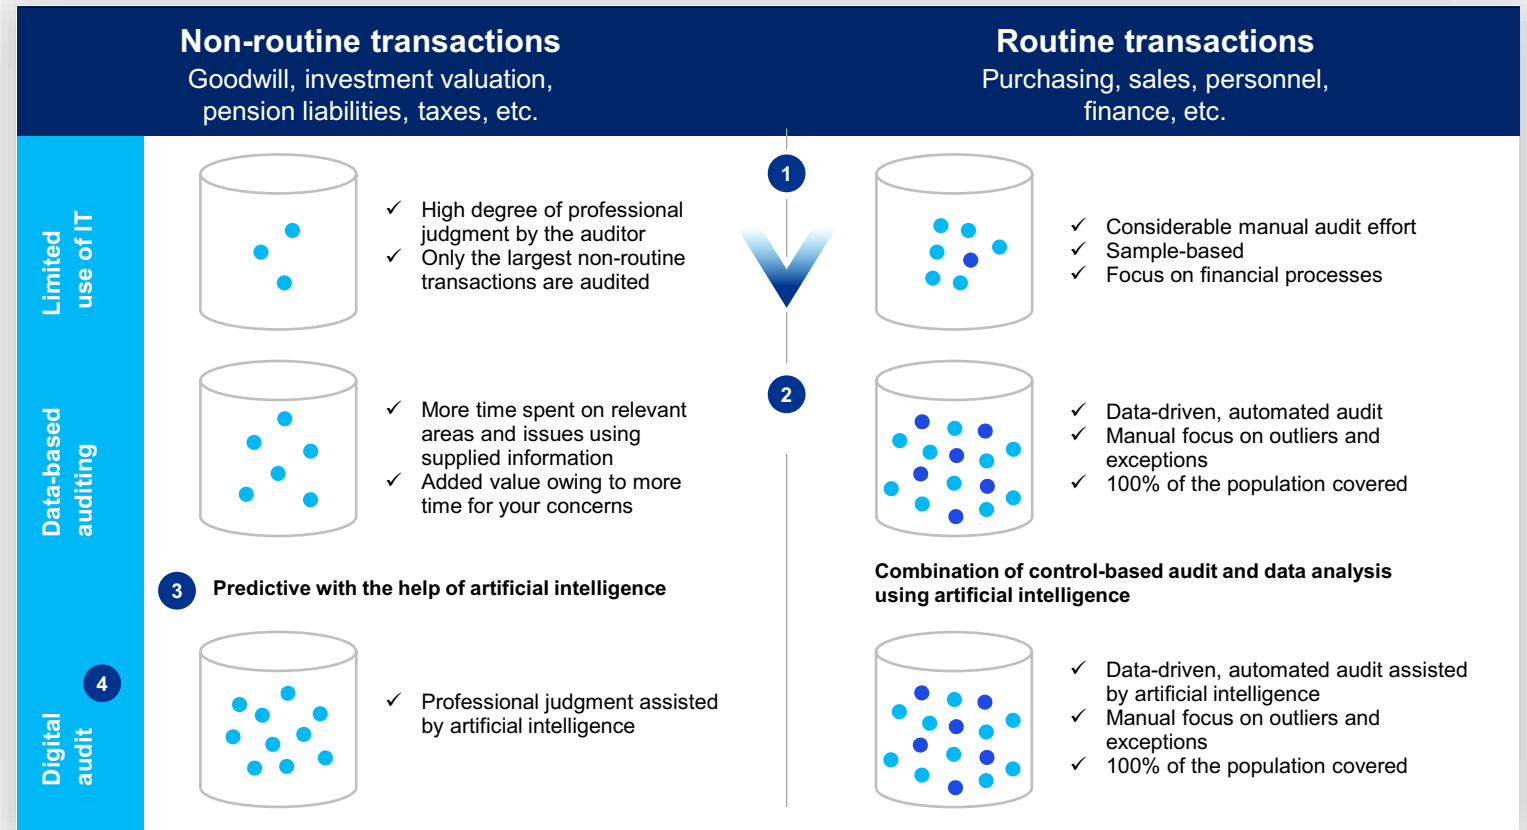 Non-routine transactions
Goodwill, investment valuation,
pension liabilities, taxes, etc.
Routine transactions
Purchasing, sales, personnel,
finance, etc.
Limited
use of IT
✓ High degree of professional
judgment by the auditor
✓ Only the largest non-routine
transactions are audited
1
✓ Considerable manual audit effort
✓ Sample-based
✓ Focus on financial processes
Data-based
auditing
✓ More time spent on relevant
areas and issues using
supplied information
✓ Added value owing to more
time for your concerns
2
✓ Data-driven, automated audit
✓ Manual focus on outliers and
exceptions
✓ 100% of the population covered
3
Predictive with the help of artificial intelligence
Combination of control-based audit and data analysis
using artificial intelligence
4
Digital
audit
✓ Professional judgment assisted
by artificial intelligence
✓ Data-driven, automated audit assisted
by artificial intelligence
✓ Manual focus on outliers and
exceptions
✓ 100% of the population covered